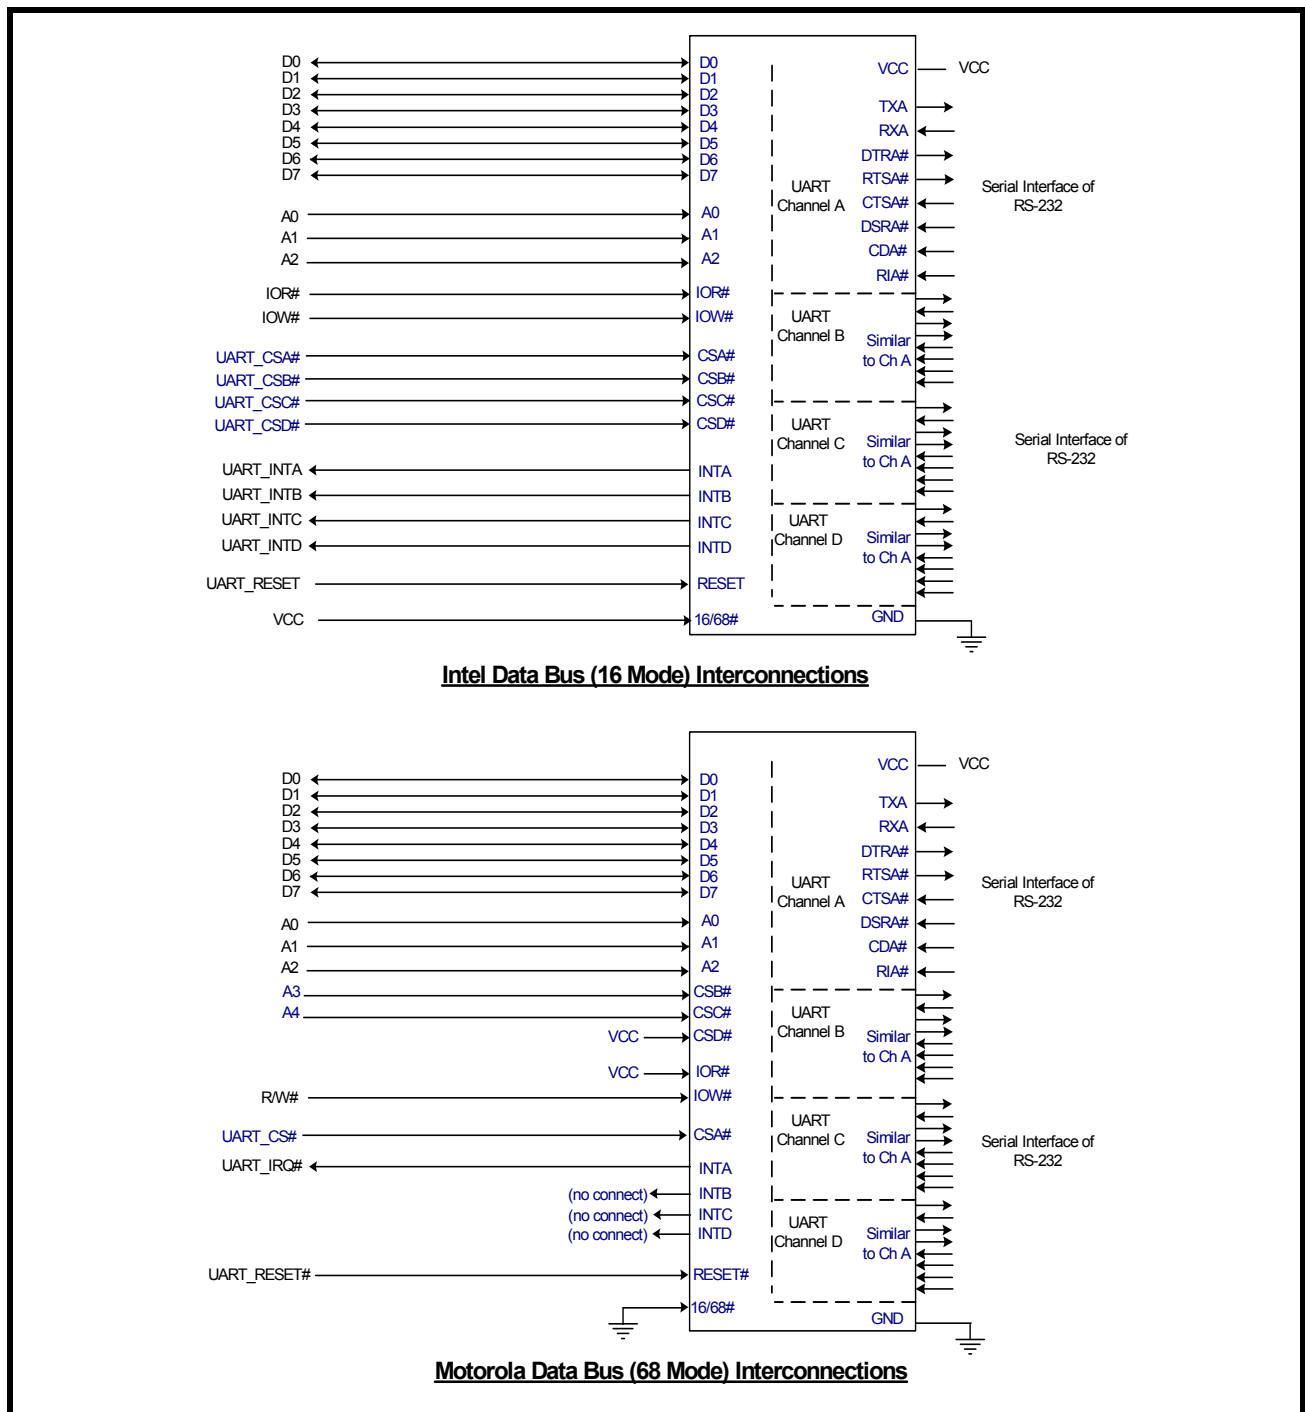 D0 D0 VCC VCC
D1 D1
D2 D2
D3 D3 TXA
D4 D4 RXA
D5 D5
D6 D6 DTRA#
D7 D7
UART
Channel A
RTSA#
CTSA#
Serial Interface of
RS-232
A0 A0
DSRA#
A1 A1
CDA#
A2 A2
RIA#
IOR# IOR#
IOW# IOW#
UART
Channel B
Similar
to Ch A
UART_CSA# CSA#
UART_CSB# CSB#
UART_CSC# CSC#
UART_CSD# CSD#
UART
Channel C
Similar
to Ch A
Serial Interface of
RS-232
UART_INTA INTA
UART_INTB INTB
UART_INTC INTC
UART_INTD INTD
UART
Channel D
Similar
to Ch A
UART_RESET RESET
VCC 16/68# GND
Intel Data Bus (16 Mode) Interconnections
D0 D0 VCC VCC
D1 D1
D2 D2
D3 D3 TXA
D4 D4 RXA
D5 D5
D6 D6 DTRA#
D7 D7
UART
Channel A
RTSA#
CTSA#
Serial Interface of
RS-232
A0 A0
DSRA#
A1 A1
CDA#
A2 A2
RIA#
A3 CSB#
A4 CSC#
VCC CSD#
UART
Channel B
Similar
to Ch A
VCC IOR#
R/W# IOW#
UART_CS# CSA#
UART
Channel C
Similar
to Ch A
Serial Interface of
RS-232
UART_IRQ# INTA
(no connect) INTB
(no connect) INTC
(no connect) INTD
UART
Channel D
Similar
to Ch A
UART_RESET# RESET#
16/68# GND
Motorola Data Bus (68 Mode) Interconnections